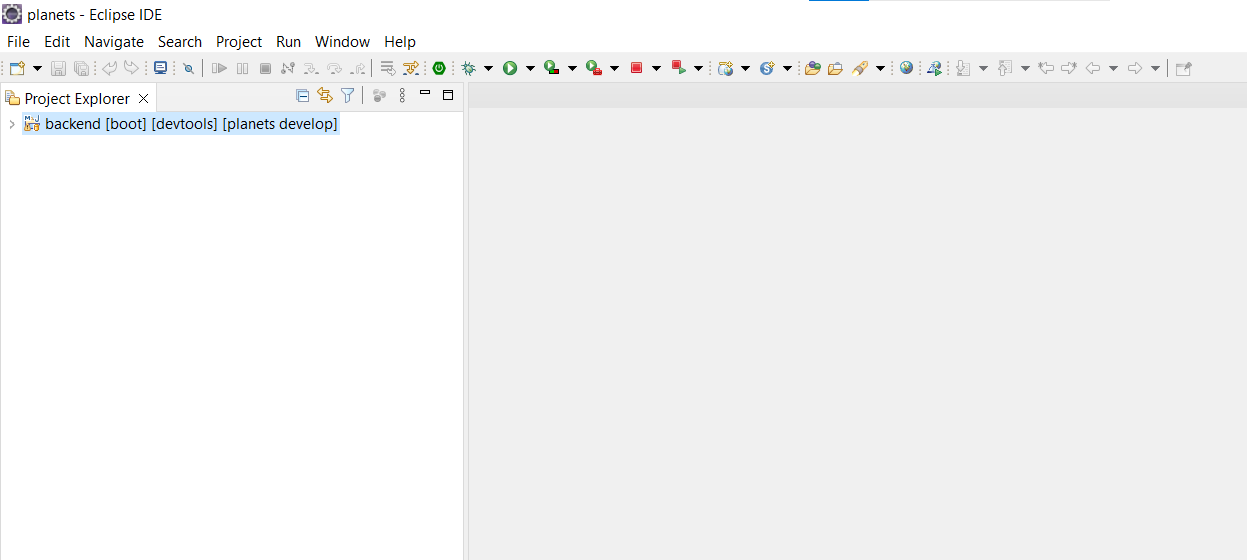 planets - Eclipse IDE
File Edit Navigate Search Project Run Window Help
Project Explorer
backend [boot] [devtools] [planets develop]